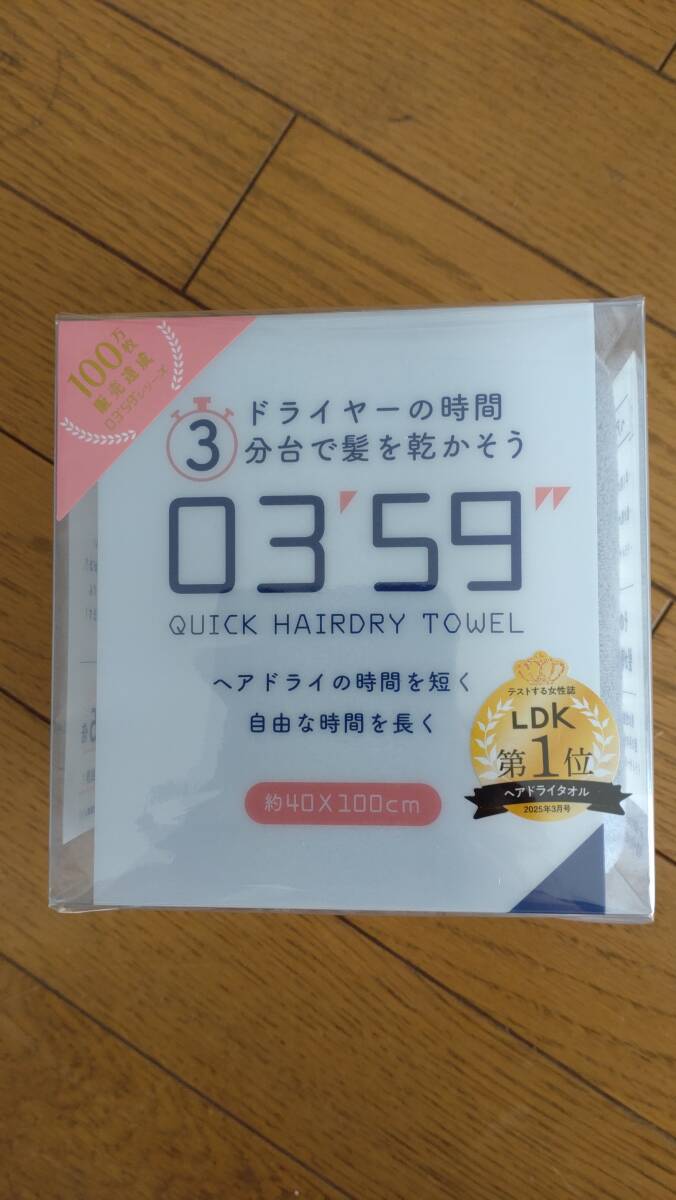 100万枚
販売達成
03'59"シリーズ
3
ドライヤーの時間
分台で髪を乾かそう
03'59"
QUICK HAIRDRY TOWEL
ヘアドライの時間を短く
自由な時間を長く
約40X100cm
テストする女性誌
LDK
第1位
ヘアドライタオル
2025年3月号